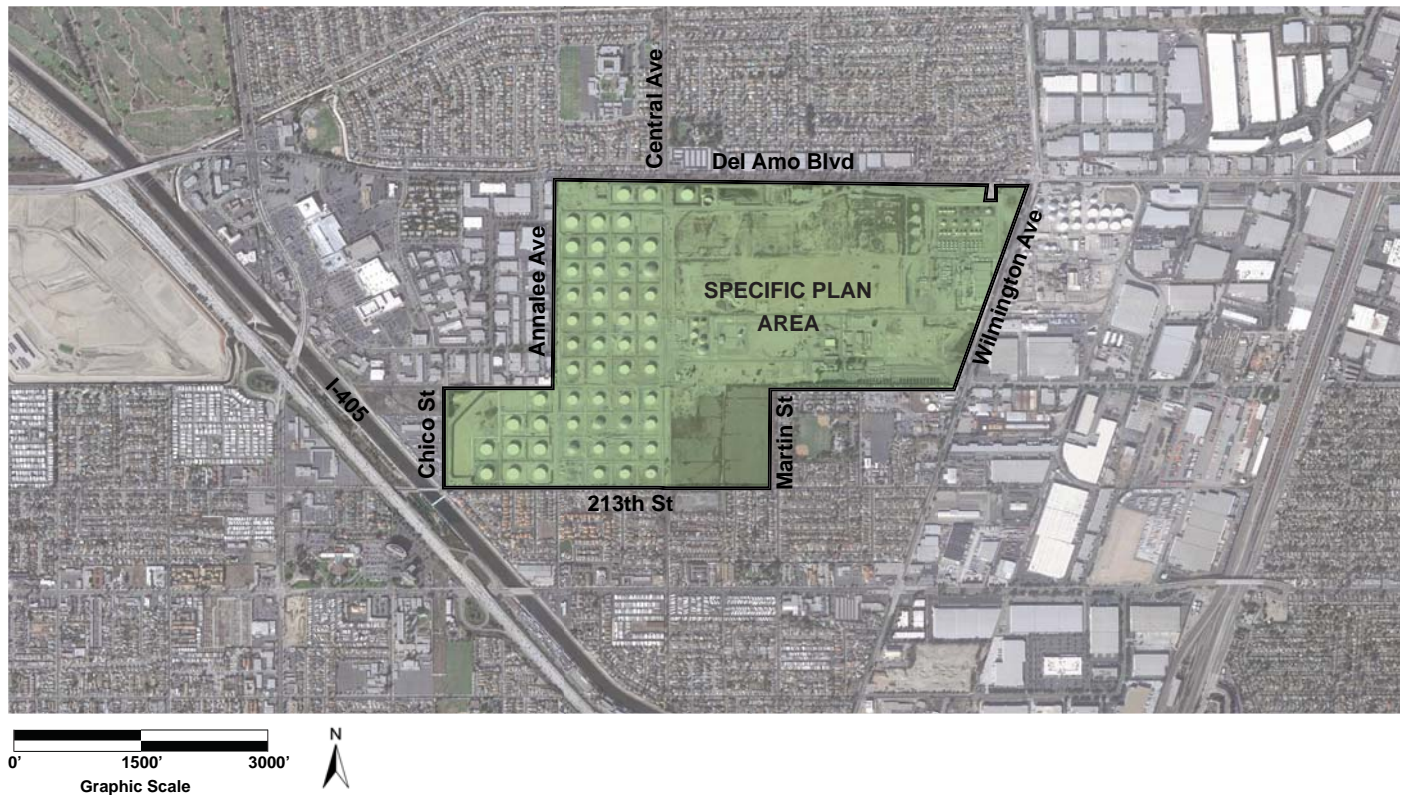 Central Ave
Del Amo Blvd
Annalee Ave
SPECIFIC PLAN
AREA
Wilmington Ave
I-405
Chico St
Martin St
213th St
0'
1500'
3000'
Graphic Scale
N